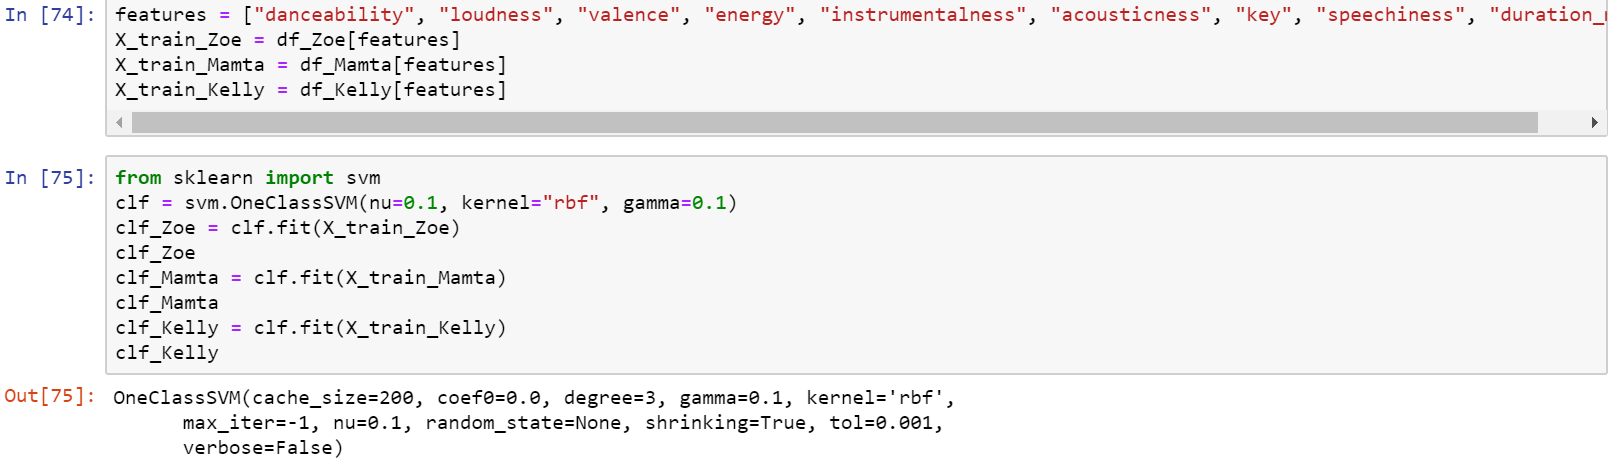 In [74]: features = ["danceability", "loudness", "valence", "energy", "instrumentalness", "acousticness", "key", "speechiness", "duration_
X_train_Zoe = df_Zoe[features]
X_train_Mamta = df_Mamta[features]
X_train_Kelly = df_Kelly[features]
In [75]: from sklearn import svm
clf = svm.OneClassSVM(nu=0.1, kernel="rbf", gamma=0.1)
clf_Zoe = clf.fit(X_train_Zoe)
clf_Zoe
clf_Mamta = clf.fit(X_train_Mamta)
clf_Mamta
clf_Kelly = clf.fit(X_train_Kelly)
clf_Kelly
Out[75]: OneClassSVM(cache_size=200, coef0=0.0, degree=3, gamma=0.1, kernel='rbf',
max_iter=-1, nu=0.1, random_state=None, shrinking=True, tol=0.001,
verbose=False)